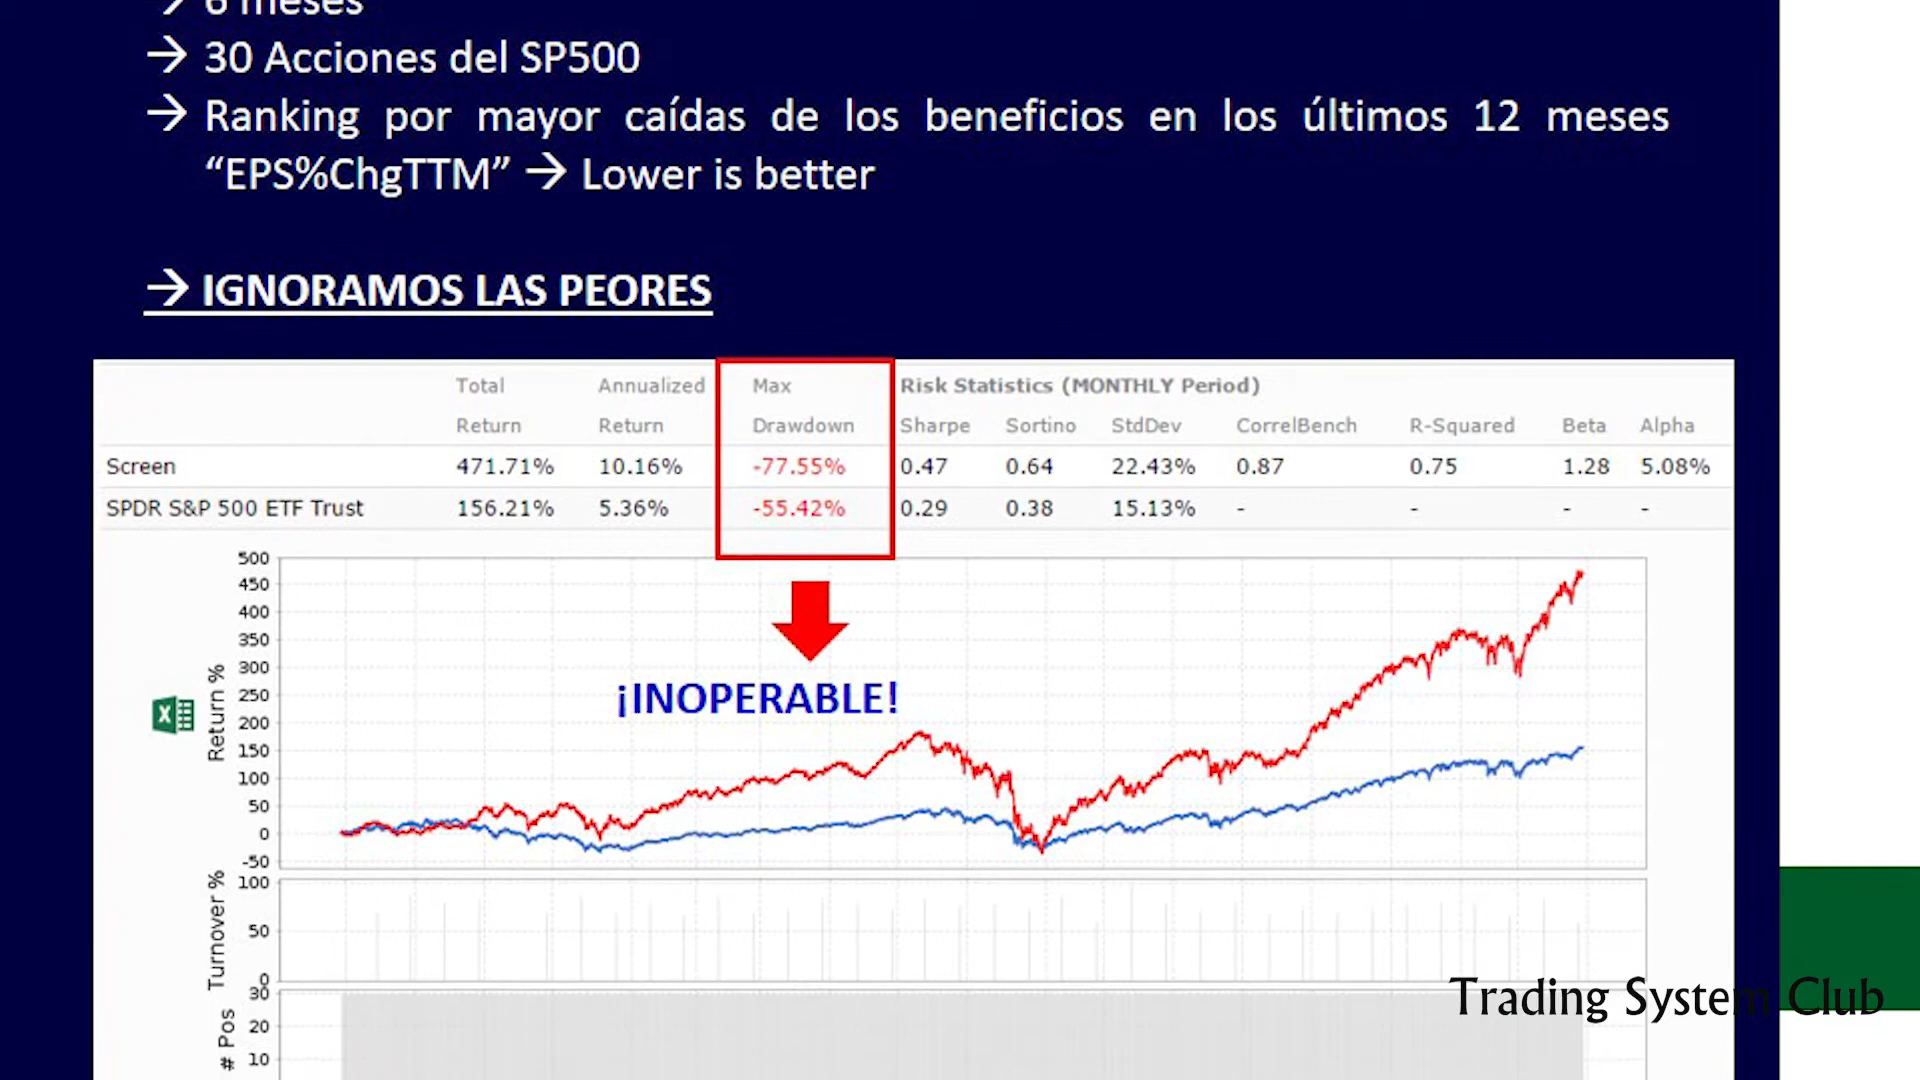 → 6 meses
→ 30 Acciones del SP500
→ Ranking por mayor caídas de los beneficios en los últimos 12 meses
“EPS%ChgTTM” → Lower is better
→ IGNORAMOS LAS PEORES
Total Annualized Max Risk Statistics (MONTHLY Period)
Return Return Drawdown Sharpe Sortino StdDev CorrelBench R-Squared Beta Alpha
Screen 471.71% 10.16% -77.55% 0.47 0.64 22.43% 0.87 0.75 1.28 5.08%
SPDR S&P 500 ETF Trust 156.21% 5.36% -55.42% 0.29 0.38 15.13% - - - -
500
450
400
350
300
250
200
150
100
50
0
-50
Return %
¡INOPERABLE!
X
100
50
0
Turnover %
30
20
10
# Pos
Trading System Club